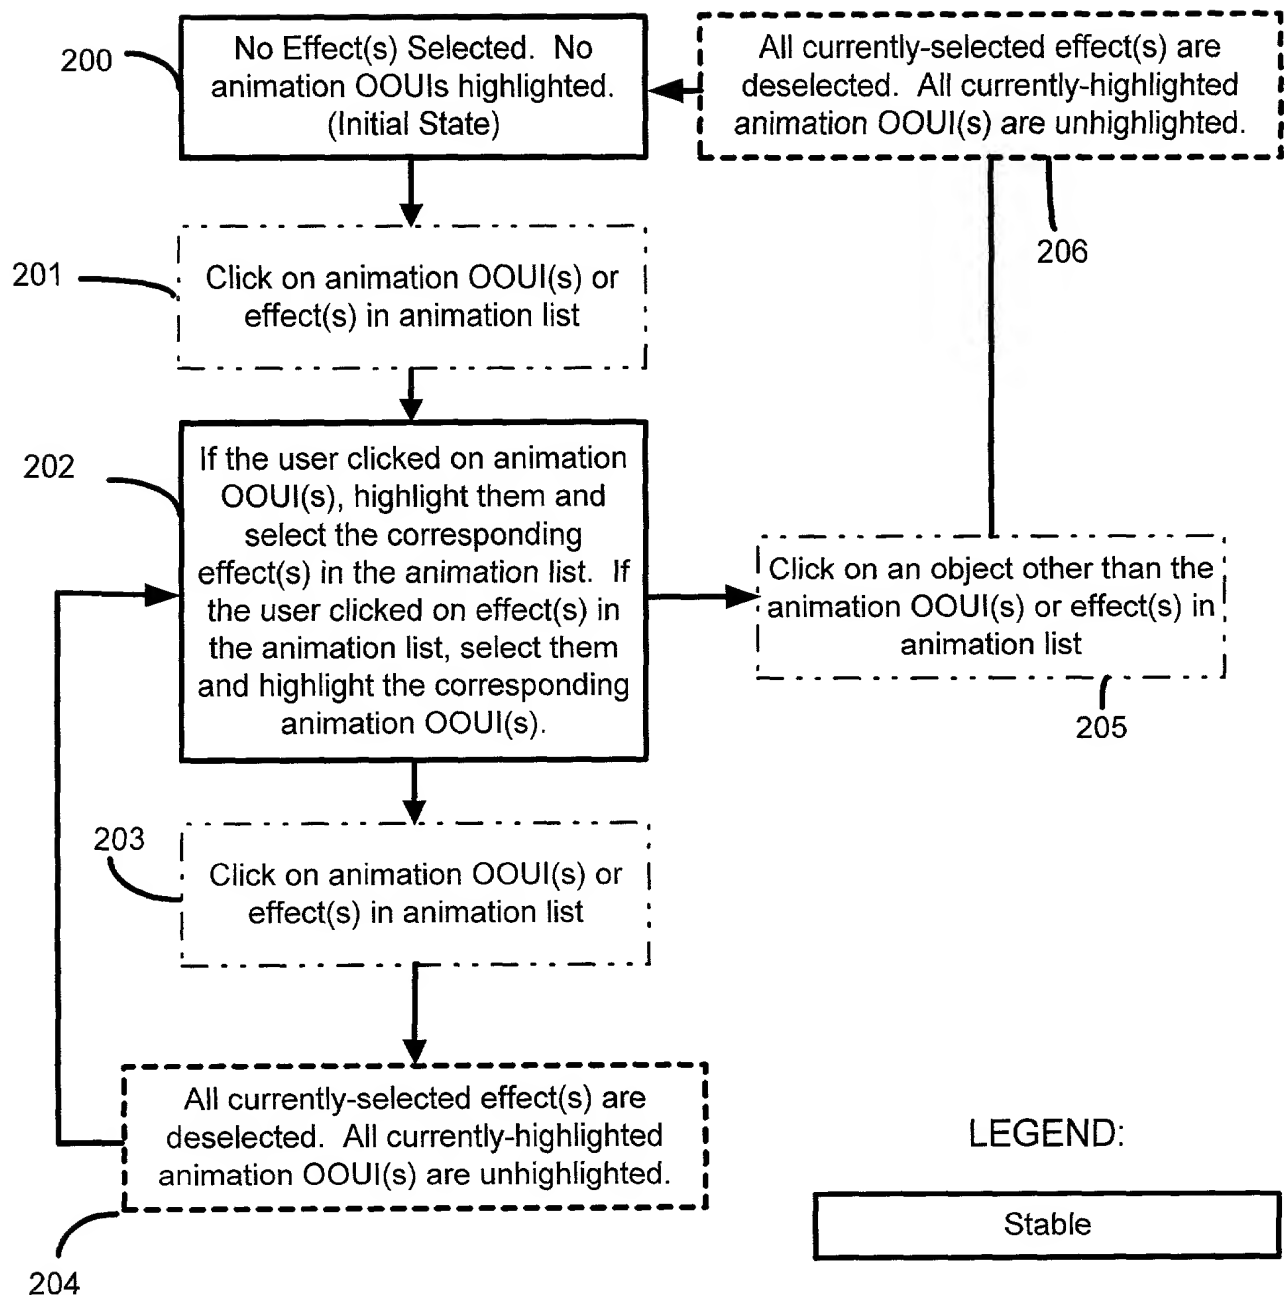 200
No Effect(s) Selected. No
animation OOUIs highlighted.
(Initial State)
All currently-selected effect(s) are
deselected. All currently-highlighted
animation OOUI(s) are unhighlighted.
206
201
Click on animation OOUI(s) or
effect(s) in animation list
202
If the user clicked on animation
OOUI(s), highlight them and
select the corresponding
effect(s) in the animation list. If
the user clicked on effect(s) in
the animation list, select them
and highlight the corresponding
animation OOUI(s).
Click on an object other than the
animation OOUI(s) or effect(s) in
animation list
205
203
Click on animation OOUI(s) or
effect(s) in animation list
All currently-selected effect(s) are
deselected. All currently-highlighted
animation OOUI(s) are unhighlighted.
204
LEGEND:
Stable